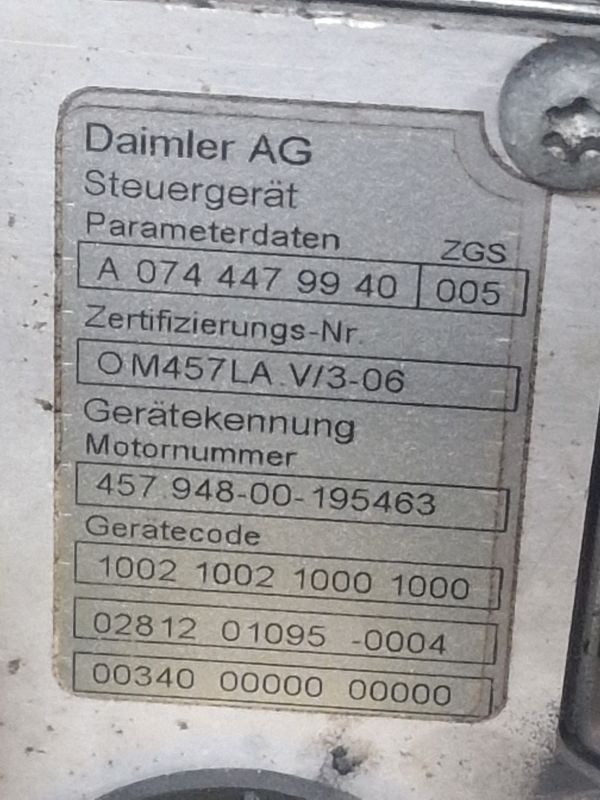 Daimler AG
Steuergerät
Parameterdaten ZGS
A 074 447 99 40 005
Zertifizierungs-Nr.
OM457LA.V/3-06
Gerätekennung
Motornummer
457.948-00-195463
Gerätecode
1002 1002 1000 1000
02812 01095 -0004
00340 00000 00000